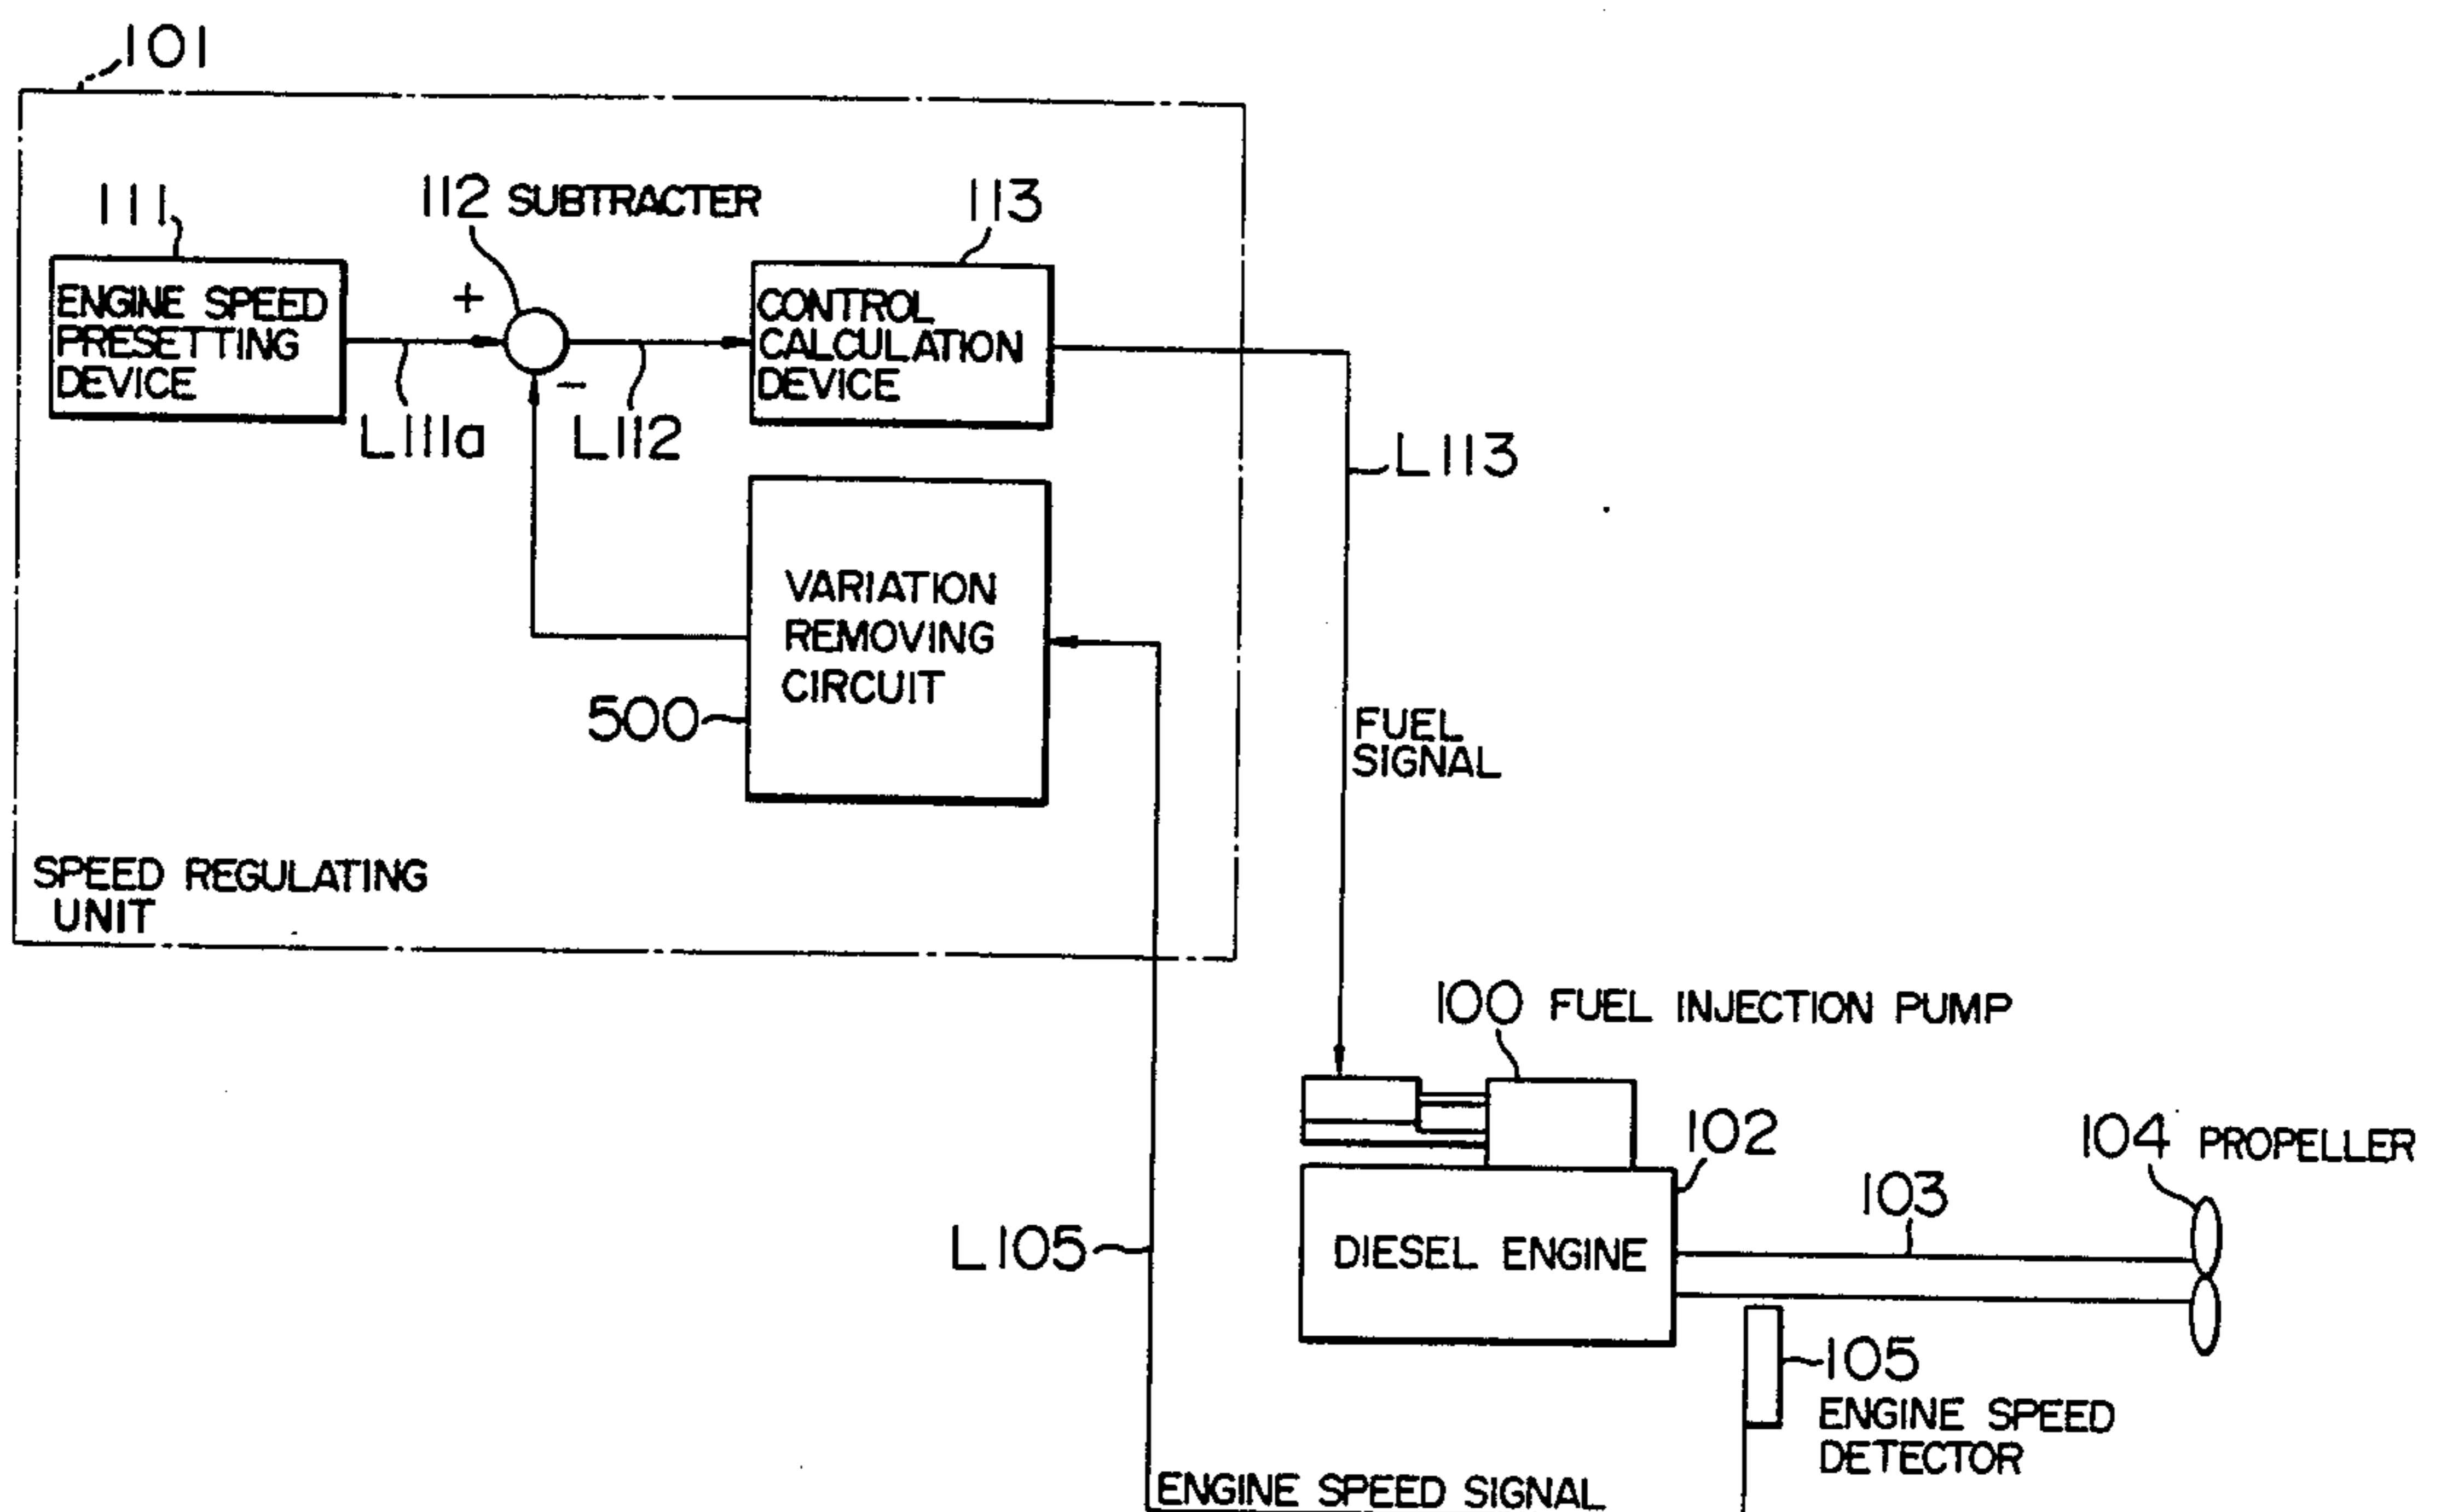 101
111
112 SUBTRACTER
113
ENGINE SPEED
PRESETTING
DEVICE
+
-
CONTROL
CALCULATION
DEVICE
L111a
L112
L113
VARIATION
REMOVING
CIRCUIT
500
FUEL
SIGNAL
SPEED REGULATING
UNIT
100 FUEL INJECTION PUMP
102
104 PROPELLER
103
L105
DIESEL ENGINE
105
ENGINE SPEED
DETECTOR
ENGINE SPEED SIGNAL